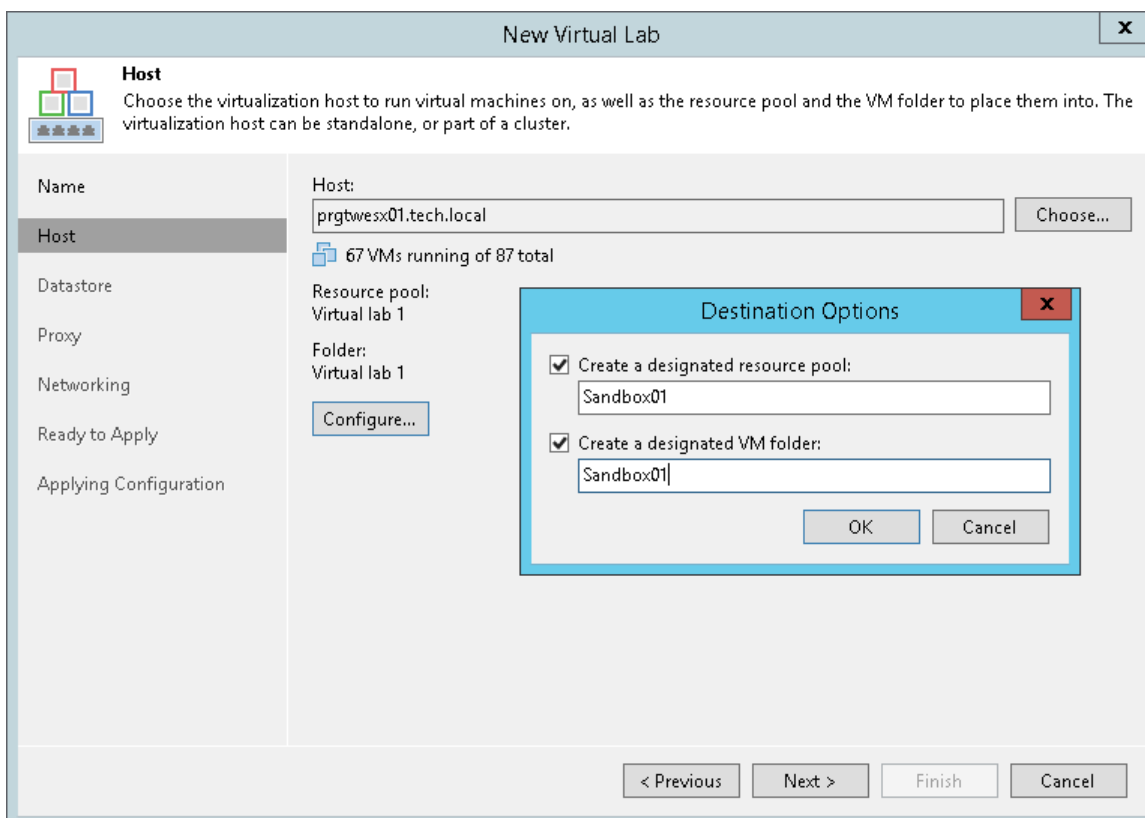 New Virtual Lab
x
Host
Choose the virtualization host to run virtual machines on, as well as the resource pool and the VM folder to place them into. The
virtualization host can be standalone, or part of a cluster.
Name
Host
Datastore
Proxy
Networking
Ready to Apply
Applying Configuration
Host:
prgtwesx01.tech.local
Choose...
67 VMs running of 87 total
Resource pool:
Virtual lab 1
Folder:
Virtual lab 1
Configure...
Destination Options
x
Create a designated resource pool:
Sandbox01
Create a designated VM folder:
Sandbox01
OK
Cancel
< Previous
Next >
Finish
Cancel